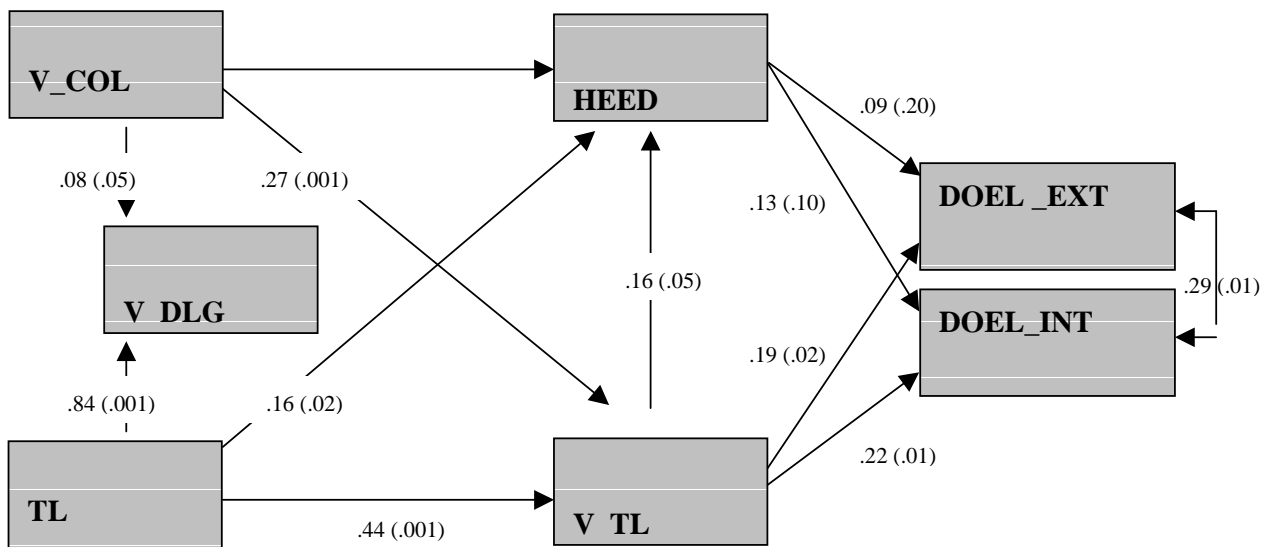 V_COL
HEED
.09 (.20)
.08 (.05)
.27 (.001)
DOEL _EXT
.13 (.10)
V_DLG
.16 (.05)
.29 (.01)
DOEL_INT
.19 (.02)
.84 (.001)
.16 (.02)
.22 (.01)
TL
.44 (.001)
V_TL